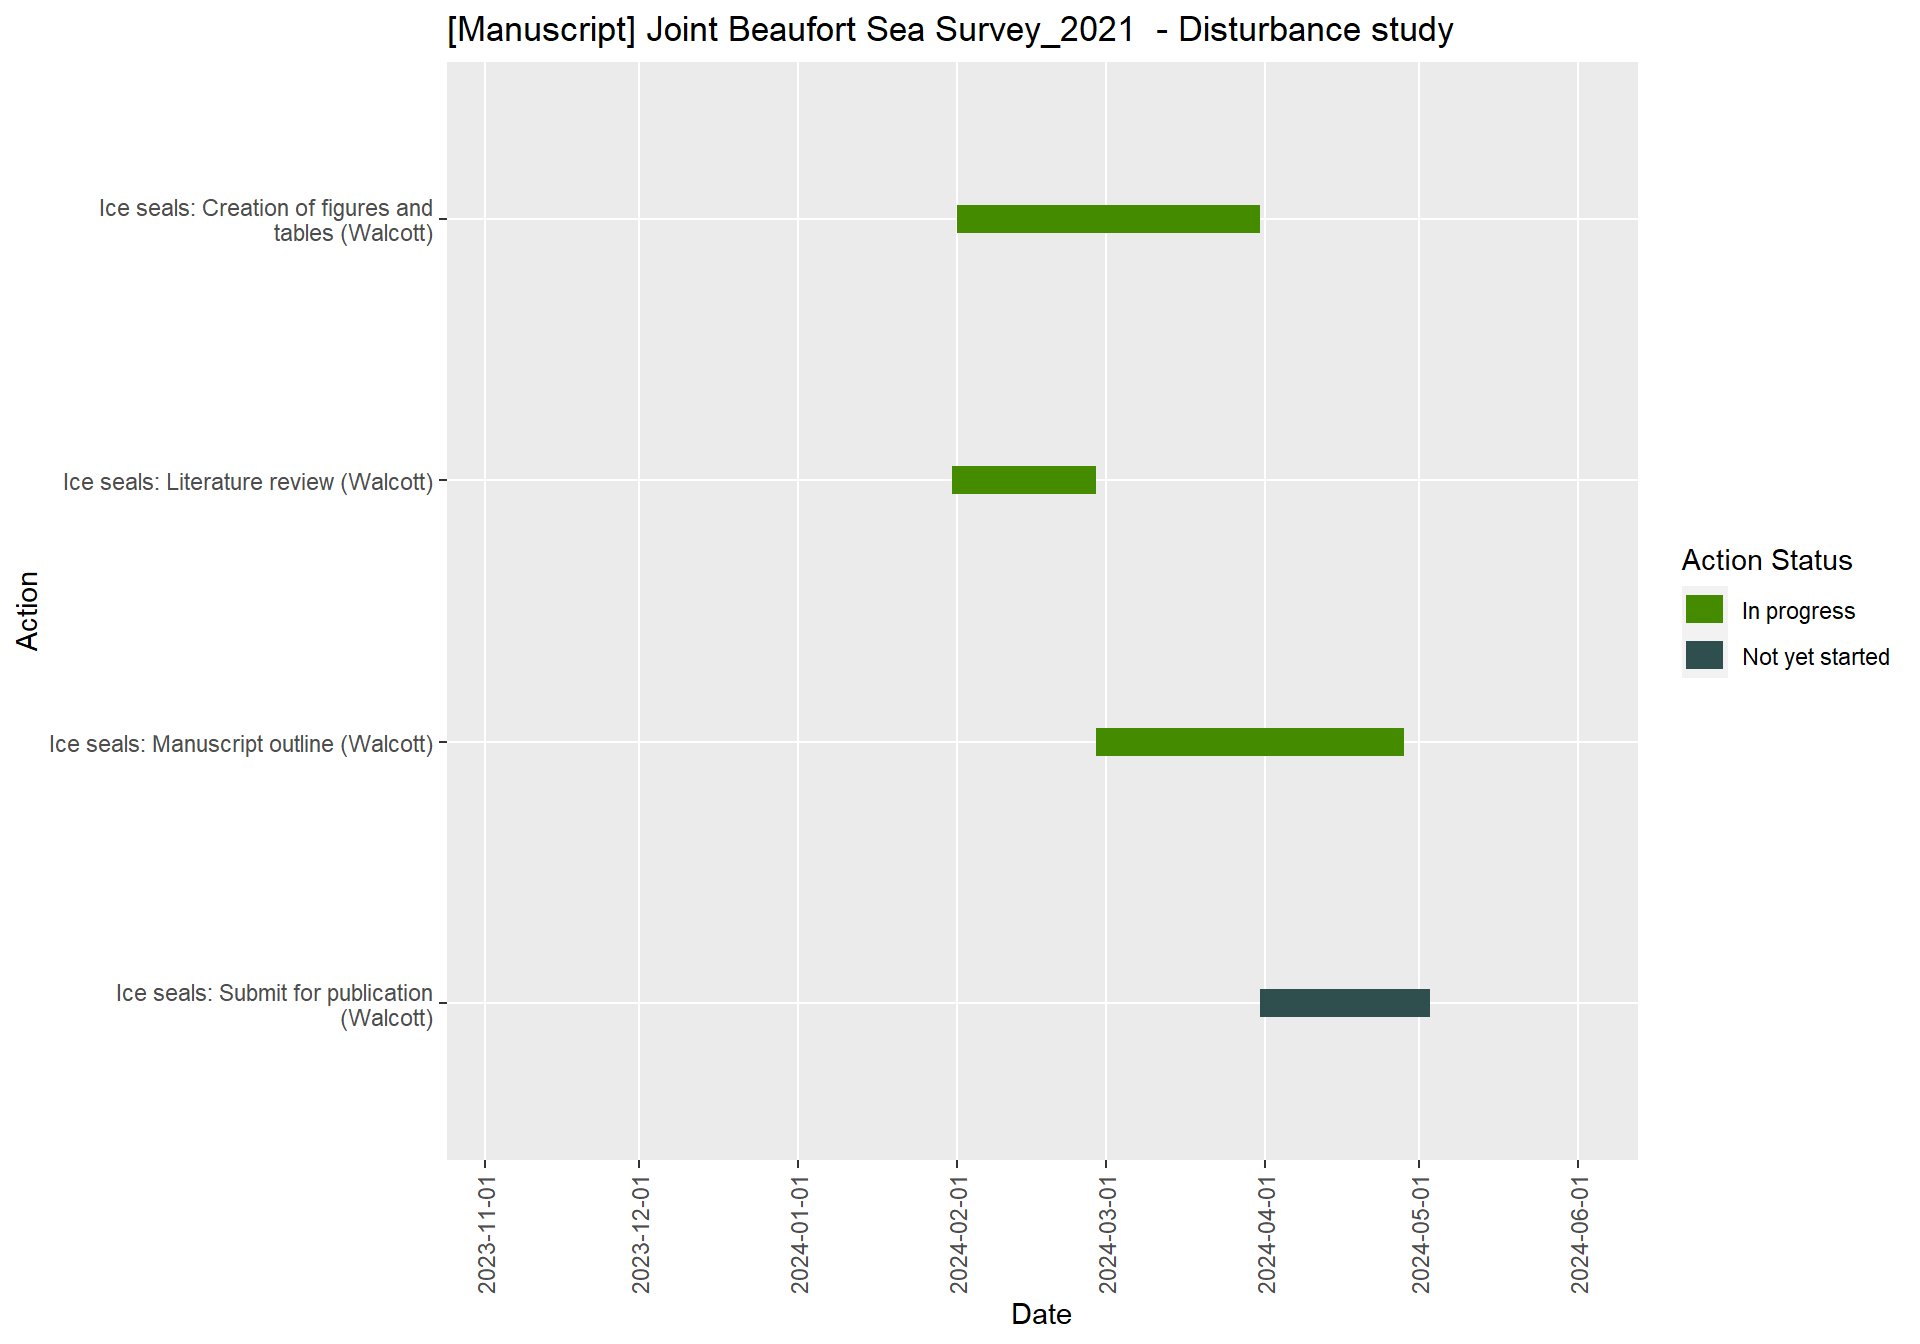 [Manuscript] Joint Beaufort Sea Survey_2021  - Disturbance study
Action
Ice seals: Creation of figures and
tables (Walcott)
Ice seals: Literature review (Walcott)
Ice seals: Manuscript outline (Walcott)
Ice seals: Submit for publication
(Walcott)
2023-11-01
2023-12-01
2024-01-01
2024-02-01
2024-03-01
2024-04-01
2024-05-01
2024-06-01
Date
Action Status
In progress
Not yet started